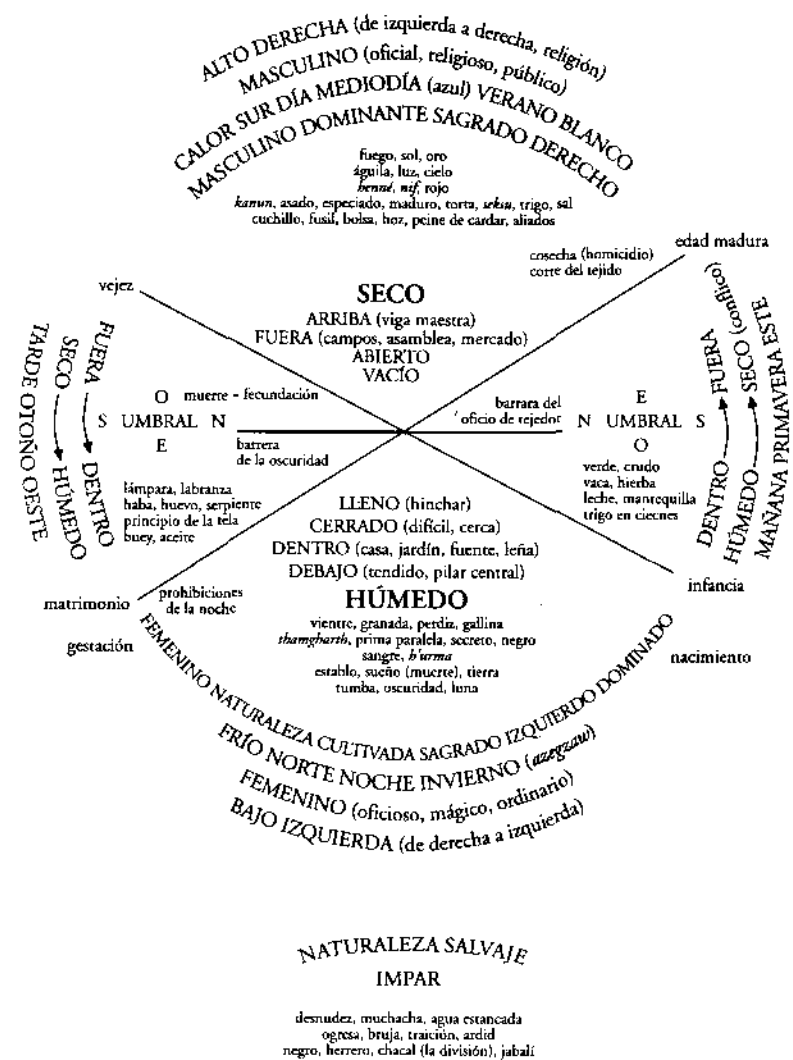 ALTO DERECHA (de izquierda a derecha, religión)
MASCULINO (oficial, religioso, público)
CALOR SUR DÍA MEDIODÍA (azul) VERANO BLANCO
MASCULINO DOMINANTE SAGRADO DERECHO
fuego, sol, oro
águila, luz, cielo
henné, nif, rojo
kanun, asado, especiado, maduro, torta, seksu, trigo, sal
cuchillo, fusil, bolsa, hoz, peine de cardar, aliados
edad madura
cosecha (homicidio)
corte del tejido
vejez
SECO
ARRIBA (viga maestra)
FUERA (campos, asamblea, mercado)
ABIERTO
VACÍO
TARDE OTOÑO OESTE
SECO HÚMEDO
FUERA DENTRO
O
S UMBRAL N
E
muerte - fecundación
barrera
de la oscuridad
lámpara, labranza
haba, huevo, serpiente
principio de la tela
buey, aceite
barrara del
oficio de tejedor
E
N UMBRAL S
O
verde, crudo
vaca, hierba
leche, mantequilla
trigo en ciernes
DENTRO FUERA
HÚMEDO SECO (conflico)
MAÑANA PRIMAVERA ESTE
LLENO (hinchar)
CERRADO (difícil, cerca)
DENTRO (casa, jardín, fuente, leña)
DEBAJO (tendido, pilar central)
HÚMEDO
matrimonio
prohibiciones
de la noche
infancia
gestación
nacimiento
vientre, granada, perdiz, gallina
thamgharth, prima paralela, secreto, negro
sangre, h'urma
establo, sueño (muerte), tierra
tumba, oscuridad, luna
FEMENINO NATURALEZA CULTIVADA SAGRADO IZQUIERDO DOMINADO
FRÍO NORTE NOCHE INVIERNO (azegzaw)
FEMENINO (oficioso, mágico, ordinario)
BAJO IZQUIERDA (de derecha a izquierda)
NATURALEZA SALVAJE
IMPAR
desnudez, muchacha, agua estancada
ogresa, bruja, traición, ardid
negro, herrero, chacal (la división), jabalí